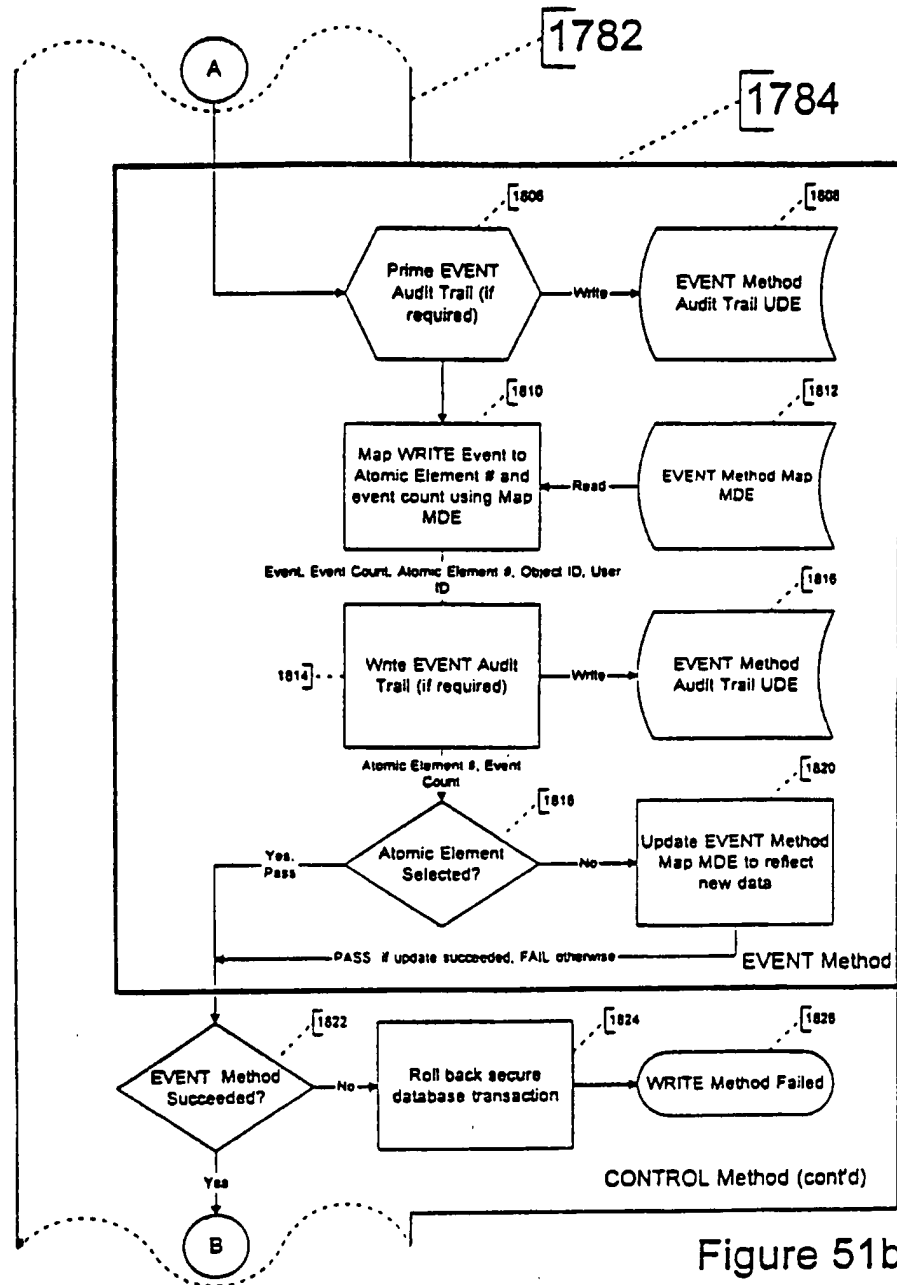 1782
A
1784
1806
1808
Prime EVENT
Audit Trail (if
required)
Write
EVENT Method
Audit Trail UDE
1810
1812
Map WRITE Event to
Atomic Element # and
event count using Map
MDE
Read
EVENT Method Map
MDE
Event, Event Count, Atomic Element #, Object ID, User
ID
1816
1814
Write EVENT Audit
Trail (if required)
Write
EVENT Method
Audit Trail UDE
Atomic Element #, Event
Count
1820
1818
Yes,
Pass
Atomic Element
Selected?
No
Update EVENT Method
Map MDE to reflect
new data
PASS if update succeeded, FAIL otherwise
EVENT Method
1822
1824
1826
EVENT Method
Succeeded?
No
Roll back secure
database transaction
WRITE Method Failed
Yes
CONTROL Method (cont'd)
B
Figure 51b